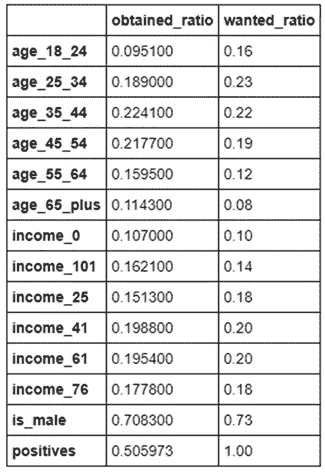 obtained_ratio wanted_ratio
age_18_24 0.095100 0.16
age_25_34 0.189000 0.23
age_35_44 0.224100 0.22
age_45_54 0.217700 0.19
age_55_64 0.159500 0.12
age_65_plus 0.114300 0.08
income_0 0.107000 0.10
income_101 0.162100 0.14
income_25 0.151300 0.18
income_41 0.198800 0.20
income_61 0.195400 0.20
income_76 0.177800 0.18
is_male 0.708300 0.73
positives 0.505973 1.00